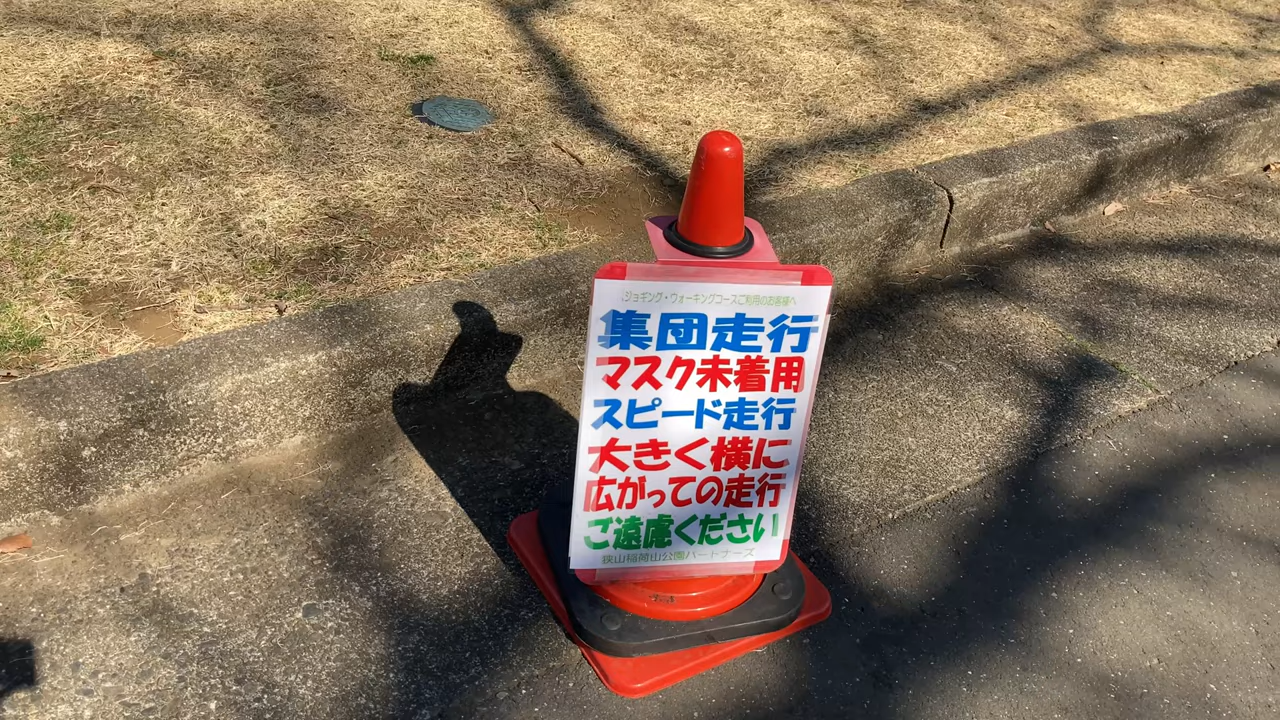 ジョギング・ウォーキングコースご利用のお客様へ
集団走行
マスク未着用
スピード走行
大きく横に
広がっての走行
ご遠慮ください
狭山稲荷山公園パートナーズ